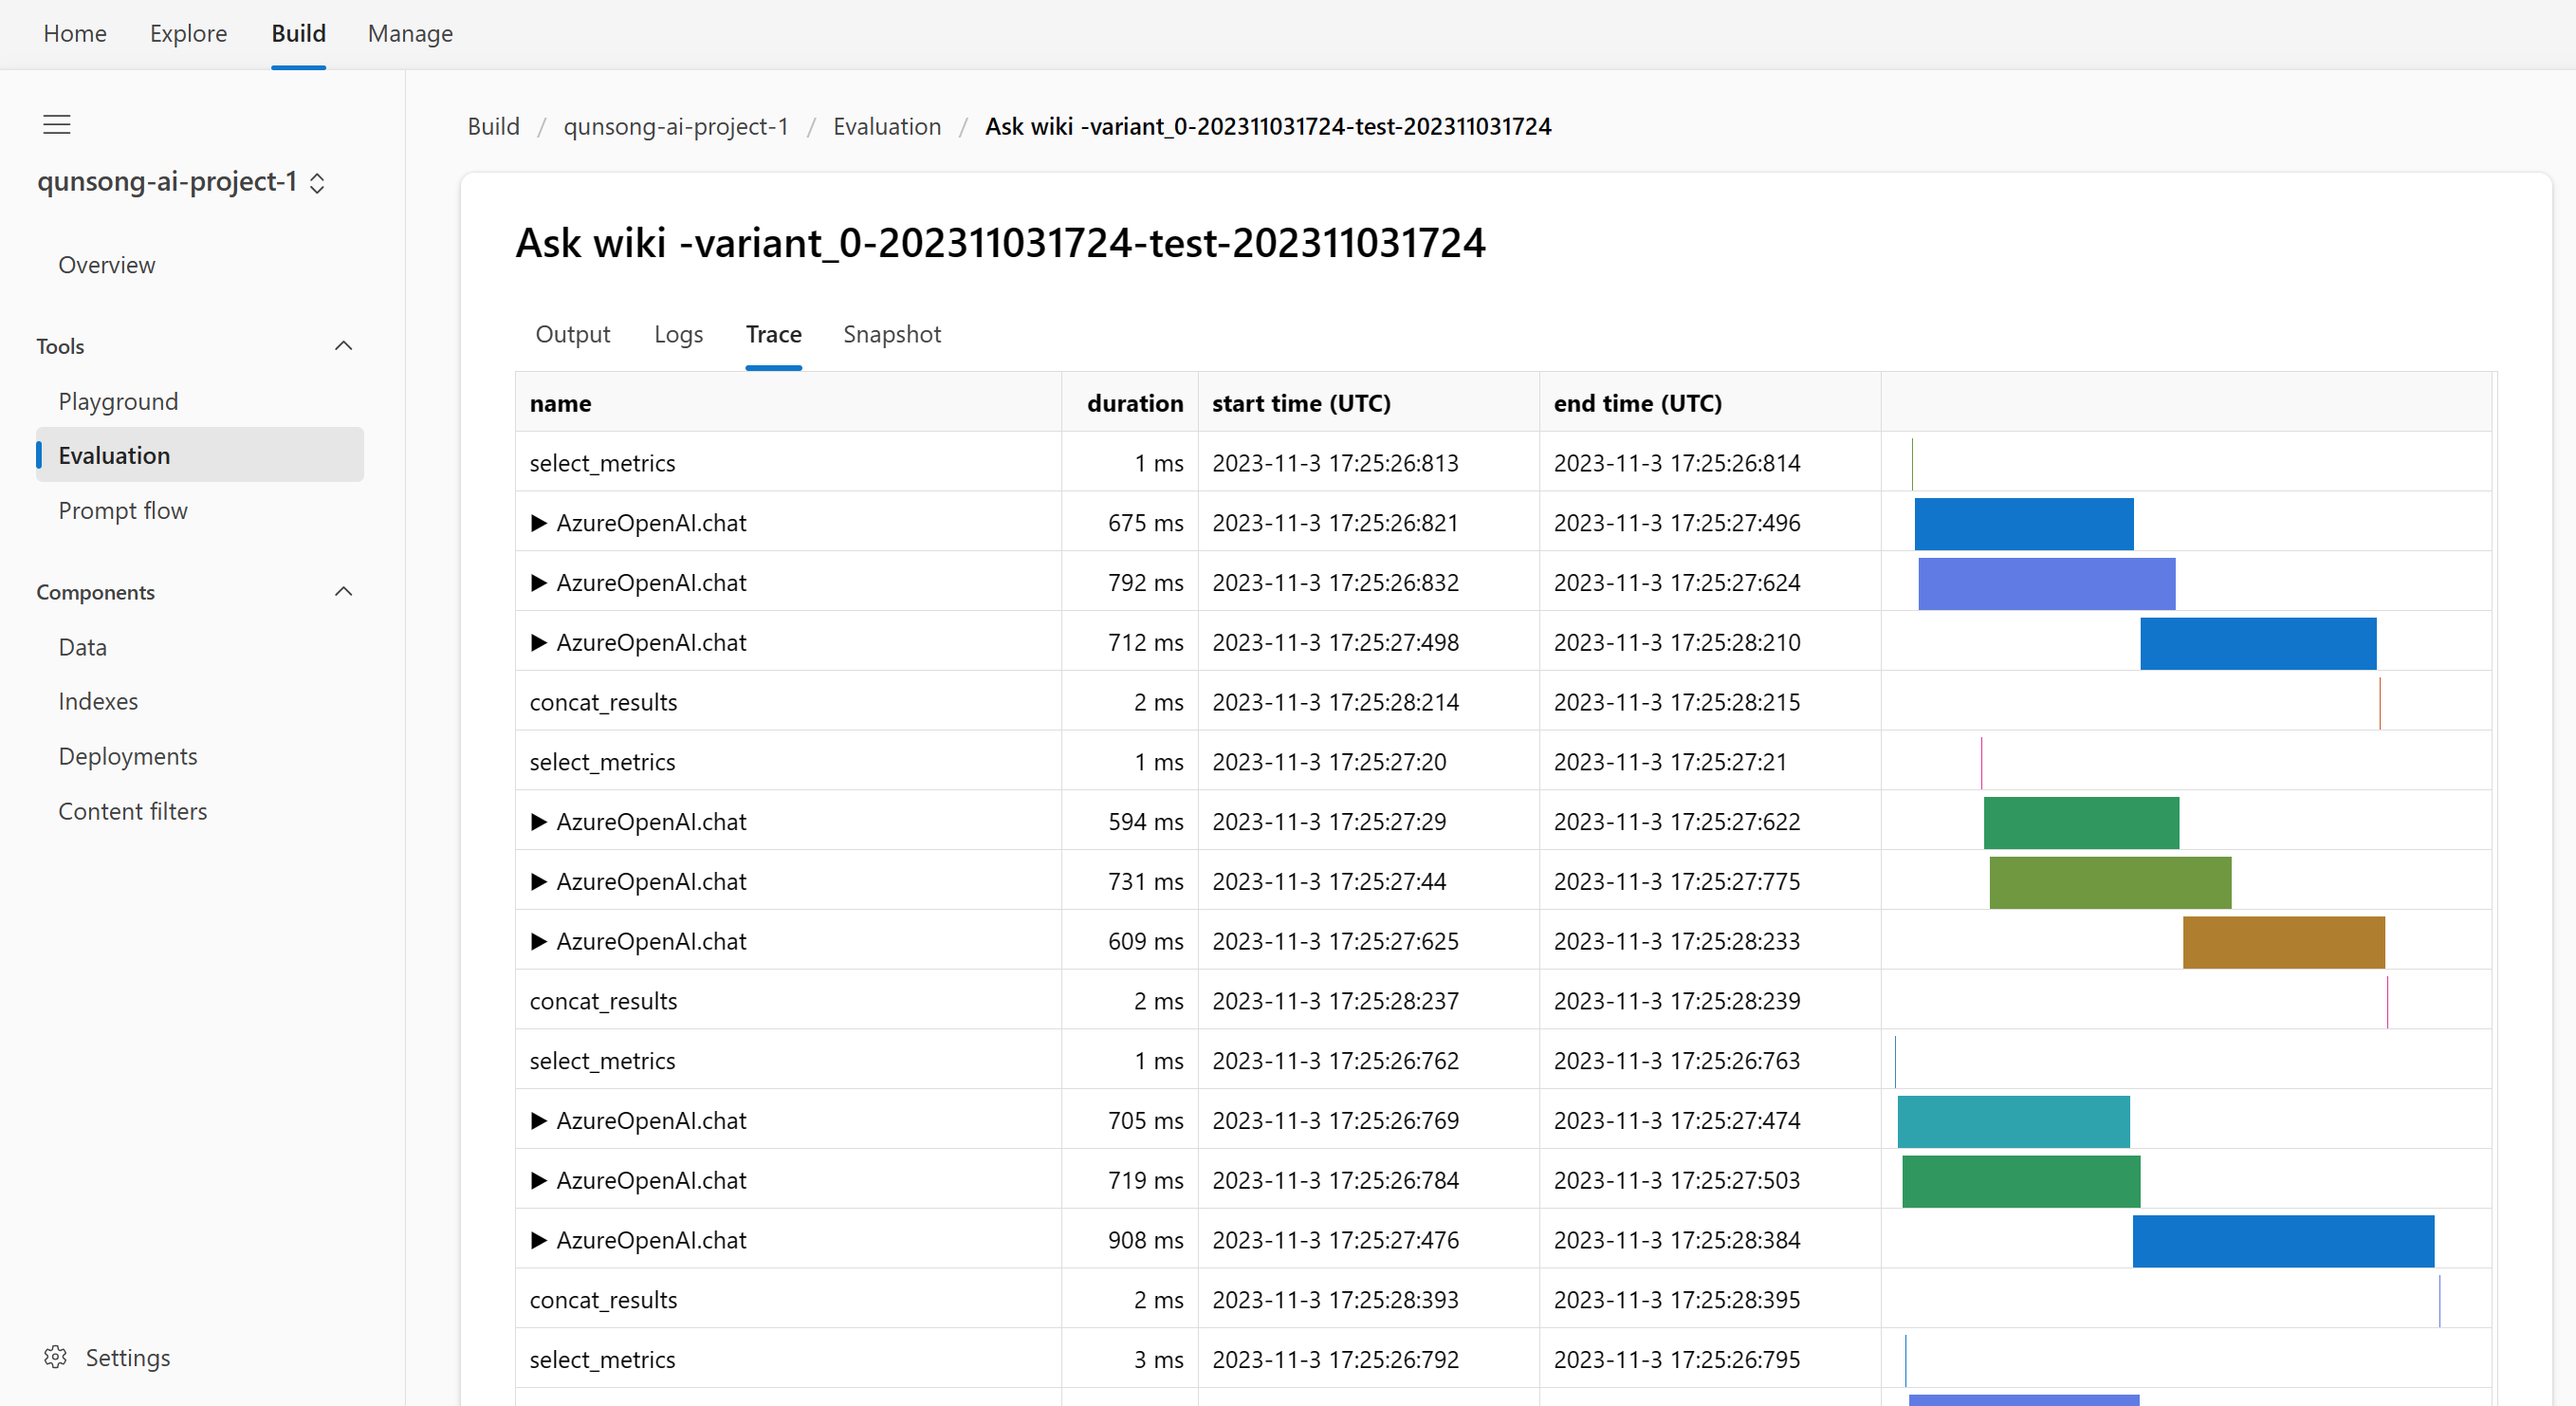 Home Explore Build Manage
qunsong-ai-project-1
Overview
Tools
Playground
Evaluation
Prompt flow
Components
Data
Indexes
Deployments
Content filters
Settings
Build / qunsong-ai-project-1 / Evaluation / Ask wiki -variant_0-202311031724-test-202311031724
Ask wiki -variant_0-202311031724-test-202311031724
Output Logs Trace Snapshot
name duration start time (UTC) end time (UTC)
select_metrics 1 ms 2023-11-3 17:25:26:813 2023-11-3 17:25:26:814
AzureOpenAI.chat 675 ms 2023-11-3 17:25:26:821 2023-11-3 17:25:27:496
AzureOpenAI.chat 792 ms 2023-11-3 17:25:26:832 2023-11-3 17:25:27:624
AzureOpenAI.chat 712 ms 2023-11-3 17:25:27:498 2023-11-3 17:25:28:210
concat_results 2 ms 2023-11-3 17:25:28:214 2023-11-3 17:25:28:215
select_metrics 1 ms 2023-11-3 17:25:27:20 2023-11-3 17:25:27:21
AzureOpenAI.chat 594 ms 2023-11-3 17:25:27:29 2023-11-3 17:25:27:622
AzureOpenAI.chat 731 ms 2023-11-3 17:25:27:44 2023-11-3 17:25:27:775
AzureOpenAI.chat 609 ms 2023-11-3 17:25:27:625 2023-11-3 17:25:28:233
concat_results 2 ms 2023-11-3 17:25:28:237 2023-11-3 17:25:28:239
select_metrics 1 ms 2023-11-3 17:25:26:762 2023-11-3 17:25:26:763
AzureOpenAI.chat 705 ms 2023-11-3 17:25:26:769 2023-11-3 17:25:27:474
AzureOpenAI.chat 719 ms 2023-11-3 17:25:26:784 2023-11-3 17:25:27:503
AzureOpenAI.chat 908 ms 2023-11-3 17:25:27:476 2023-11-3 17:25:28:384
concat_results 2 ms 2023-11-3 17:25:28:393 2023-11-3 17:25:28:395
select_metrics 3 ms 2023-11-3 17:25:26:792 2023-11-3 17:25:26:795